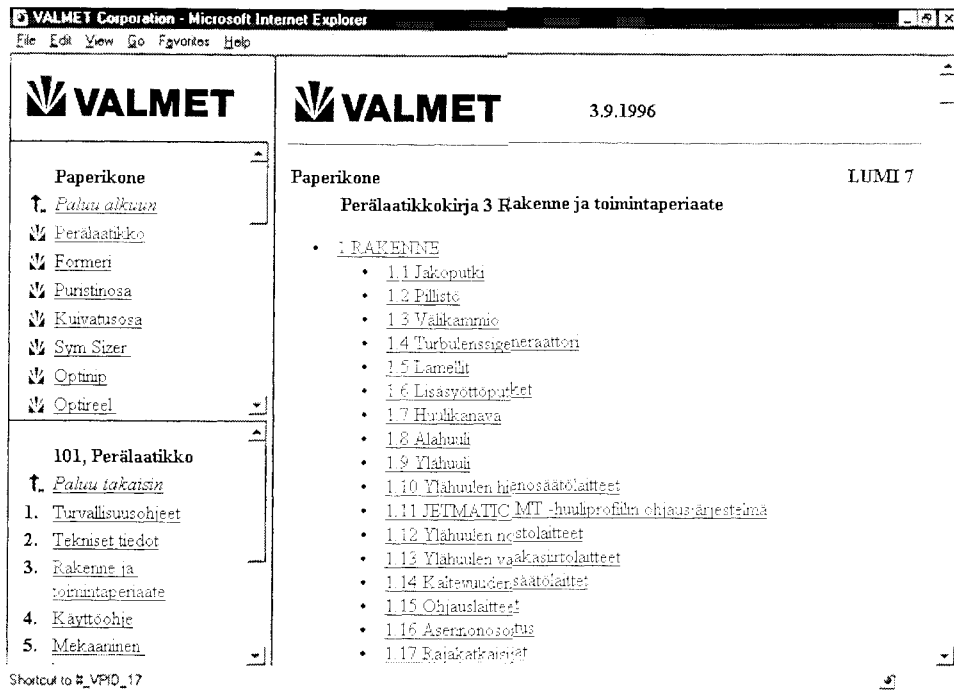 VALMET Corporation - Microsoft Internet Explorer
File Edit View Go Favorites Help
VALMET
Paperikone
Paluu alkuun
Perälaatikko
Formeri
Puristinosa
Kuivatusosa
Sym Sizer
Optinip
Optireel
101, Perälaatikko
Paluu takaisin
1. Turvallisuusohjeet
2. Tekniset tiedot
3. Rakenne ja
toimintaperiaate
4. Käyttöohje
5. Mekaaninen
VALMET 3.9.1996
Paperikone LUMI 7
Perälaatikkokirja 3 Rakenne ja toimintaperiaate
• 1 RAKENNE
• 1.1 Jakoputki
• 1.2 Pillistö
• 1.3 Välikammio
• 1.4 Turbulenssigeneraattori
• 1.5 Lamellit
• 1.6 Lisäsyöttöputket
• 1.7 Huulikanava
• 1.8 Alahuuli
• 1.9 Ylähuuli
• 1.10 Ylähuulen hienosäätölaitteet
• 1.11 JETMATIC MT -huuliprofiilin ohjausjärjestelmä
• 1.12 Ylähuulen nostolaitteet
• 1.13 Ylähuulen vaakasiirtolaitteet
• 1.14 Kaltevuuden säätölaittet
• 1.15 Ohjauslaitteet
• 1.16 Asennonosoitus
• 1.17 Rajakatkaisijat
Shortcut to #_VPID_17